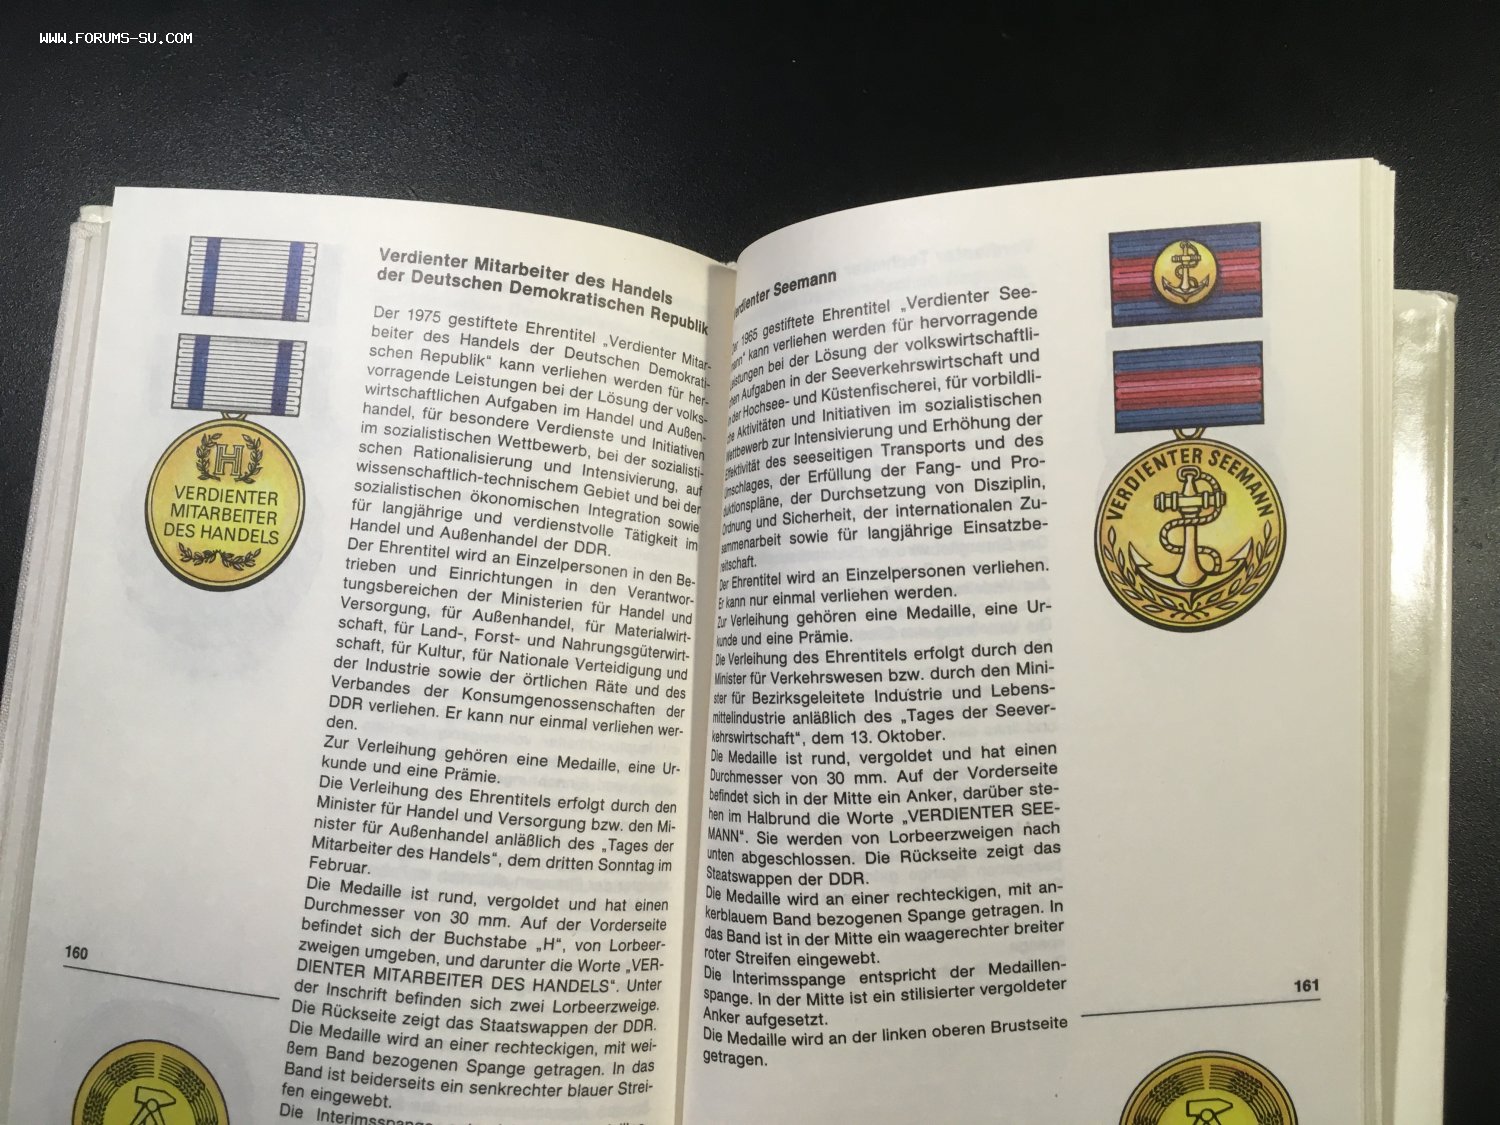 WWW.FORUMS-SU.COM
VERDIENTER
MITARBEITER
DES HANDELS
H
Verdienter Mitarbeiter des Handels
der Deutschen Demokratischen Republik
Der 1975 gestiftete Ehrentitel „Verdienter Mitar-
beiter des Handels der Deutschen Demokrati-
schen Republik“ kann verliehen werden für her-
vorragende Leistungen bei der Lösung der volks-
wirtschaftlichen Aufgaben im Handel und Außen-
handel, für besondere Verdienste und Initiativen
im sozialistischen Wettbewerb, bei der sozialisti-
schen Rationalisierung und Intensivierung, auf
wissenschaftlich-technischem Gebiet und bei der
sozialistischen ökonomischen Integration sowie
für langjährige und verdienstvolle Tätigkeit im
Handel und Außenhandel der DDR.
Der Ehrentitel wird an Einzelpersonen in den Be-
trieben und Einrichtungen in den Verantwor-
tungsbereichen der Ministerien für Handel und
Versorgung, für Außenhandel, für Materialwirt-
schaft, für Land-, Forst- und Nahrungsgüterwirt-
schaft, für Kultur, für Nationale Verteidigung und
der Industrie sowie der örtlichen Räte und des
Verbandes der Konsumgenossenschaften der
DDR verliehen. Er kann nur einmal verliehen wer-
den.
Zur Verleihung gehören eine Medaille, eine Ur-
kunde und eine Prämie.
Die Verleihung des Ehrentitels erfolgt durch den
Minister für Handel und Versorgung bzw. den Mi-
nister für Außenhandel anläßlich des „Tages der
Mitarbeiter des Handels“, dem dritten Sonntag im
Februar.
Die Medaille ist rund, vergoldet und hat einen
Durchmesser von 30 mm. Auf der Vorderseite
befindet sich der Buchstabe „H“, von Lorbeer-
zweigen umgeben, und darunter die Worte „VER-
DIENTER MITARBEITER DES HANDELS“. Unter
der Inschrift befinden sich zwei Lorbeerzweige.
Die Rückseite zeigt das Staatswappen der DDR.
Die Medaille wird an einer rechteckigen, mit wei-
ßem Band bezogenen Spange getragen. In das
Band ist beiderseits ein senkrechter blauer Strei-
fen eingewebt.
Die
160
Seemann
1965 gestiftete Ehrentitel „Verdienter See-
kann verliehen werden für hervorragende
bei der Lösung der volkswirtschaftli-
Aufgaben in der Seeverkehrswirtschaft und
der Hochsee- und Küstenfischerei, für vorbildli-
Aktivitäten und Initiativen im sozialistischen
Wettbewerb zur Intensivierung und Erhöhung der
Effektivität des seeseitigen Transports und des
Umschlages, der Erfüllung der Fang- und Pro-
duktionspläne, der Durchsetzung von Disziplin,
Ordnung und Sicherheit, der internationalen Zu-
sammenarbeit sowie für langjährige Einsatzbe-
reitschaft.
Der Ehrentitel wird an Einzelpersonen verliehen.
Er kann nur einmal verliehen werden.
Zur Verleihung gehören eine Medaille, eine Ur-
kunde und eine Prämie.
Die Verleihung des Ehrentitels erfolgt durch den
Minister für Verkehrswesen bzw. durch den Mini-
ster für Bezirksgeleitete Industrie und Lebens-
mittelindustrie anläßlich des „Tages der Seever-
kehrswirtschaft“, dem 13. Oktober.
Die Medaille ist rund, vergoldet und hat einen
Durchmesser von 30 mm. Auf der Vorderseite
befindet sich in der Mitte ein Anker, darüber ste-
hen im Halbrund die Worte „VERDIENTER SEE-
MANN“. Sie werden von Lorbeerzweigen nach
unten abgeschlossen. Die Rückseite zeigt das
Staatswappen der DDR.
Die Medaille wird an einer rechteckigen, mit an-
kerblauem Band bezogenen Spange getragen. In
das Band ist in der Mitte ein waagerechter breiter
roter Streifen eingewebt.
Die Interimsspange entspricht der Medaillen-
spange. In der Mitte ist ein stilisierter vergoldeter
Anker aufgesetzt.
Die Medaille wird an der linken oberen Brustseite
getragen.
VERDIENTER SEEMANN
161